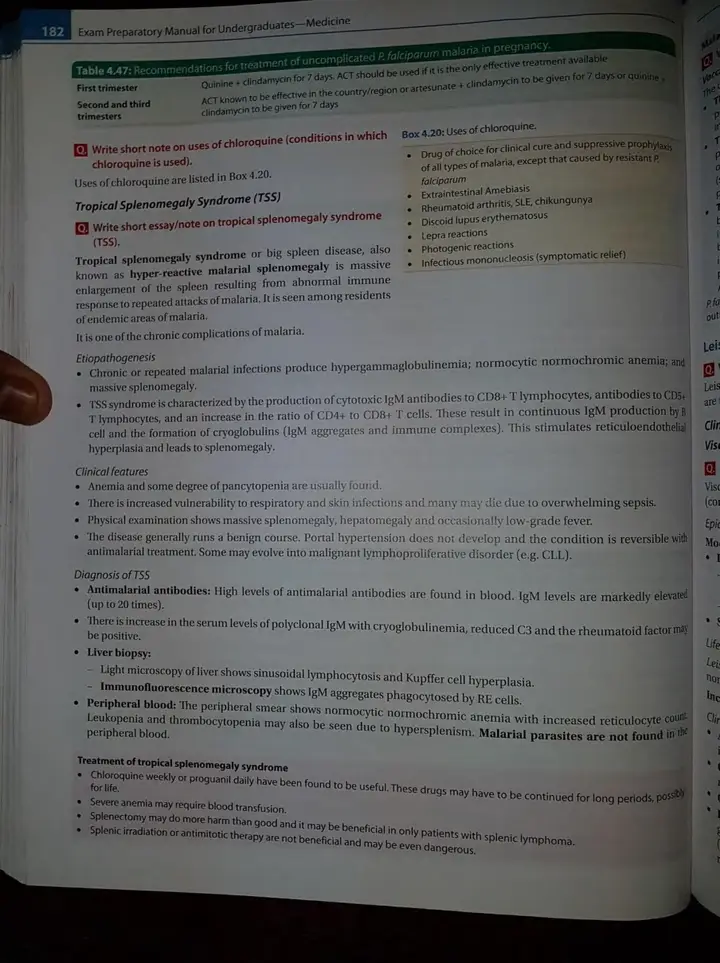 182 Exam Preparatory Manual for Undergraduates—Medicine
Table 4.47: Recommendations for treatment of uncomplicated P. falciparum malaria in pregnancy.
First trimester Quinine + clindamycin for 7 days. ACT should be used if it is the only effective treatment available
Second and third trimesters ACT known to be effective in the country/region or artesunate + clindamycin to be given for 7 days or quinine +
clindamycin to be given for 7 days
Q. Write short note on uses of chloroquine (conditions in which
chloroquine is used).
Uses of chloroquine are listed in Box 4.20.
Tropical Splenomegaly Syndrome (TSS)
Q. Write short essay/note on tropical splenomegaly syndrome
(TSS).
Tropical splenomegaly syndrome or big spleen disease, also
known as hyper-reactive malarial splenomegaly is massive
enlargement of the spleen resulting from abnormal immune
response to repeated attacks of malaria. It is seen among residents
of endemic areas of malaria.
It is one of the chronic complications of malaria.
Box 4.20: Uses of chloroquine.
• Drug of choice for clinical cure and suppressive prophylaxis
of all types of malaria, except that caused by resistant P.
falciparum
• Extraintestinal Amebiasis
• Rheumatoid arthritis, SLE, chikungunya
• Discoid lupus erythematosus
• Lepra reactions
• Photogenic reactions
• Infectious mononucleosis (symptomatic relief)
Etiopathogenesis
• Chronic or repeated malarial infections produce hypergammaglobulinemia; normocytic normochromic anemia; and
massive splenomegaly.
• TSS syndrome is characterized by the production of cytotoxic IgM antibodies to CD8+ T lymphocytes, antibodies to CD5+
T lymphocytes, and an increase in the ratio of CD4+ to CD8+ T cells. These result in continuous IgM production by B
cell and the formation of cryoglobulins (IgM aggregates and immune complexes). This stimulates reticuloendothelial
hyperplasia and leads to splenomegaly.
Clinical features
• Anemia and some degree of pancytopenia are usually found.
• There is increased vulnerability to respiratory and skin infections and many may die due to overwhelming sepsis.
• Physical examination shows massive splenomegaly, hepatomegaly and occasionally low-grade fever.
• The disease generally runs a benign course. Portal hypertension does not develop and the condition is reversible with
antimalarial treatment. Some may evolve into malignant lymphoproliferative disorder (e.g. CLL).
Diagnosis of TSS
• Antimalarial antibodies: High levels of antimalarial antibodies are found in blood. IgM levels are markedly elevated
(up to 20 times).
• There is increase in the serum levels of polyclonal IgM with cryoglobulinemia, reduced C3 and the rheumatoid factor may
be positive.
• Liver biopsy:
– Light microscopy of liver shows sinusoidal lymphocytosis and Kupffer cell hyperplasia.
– Immunofluorescence microscopy shows IgM aggregates phagocytosed by RE cells.
• Peripheral blood: The peripheral smear shows normocytic normochromic anemia with increased reticulocyte count.
Leukopenia and thrombocytopenia may also be seen due to hypersplenism. Malarial parasites are not found in the
peripheral blood.
Treatment of tropical splenomegaly syndrome
• Chloroquine weekly or proguanil daily have been found to be useful. These drugs may have to be continued for long periods, possibly
for life.
• Severe anemia may require blood transfusion.
• Splenectomy may do more harm than good and it may be beneficial in only patients with splenic lymphoma.
• Splenic irradiation or antimitotic therapy are not beneficial and may be even dangerous.